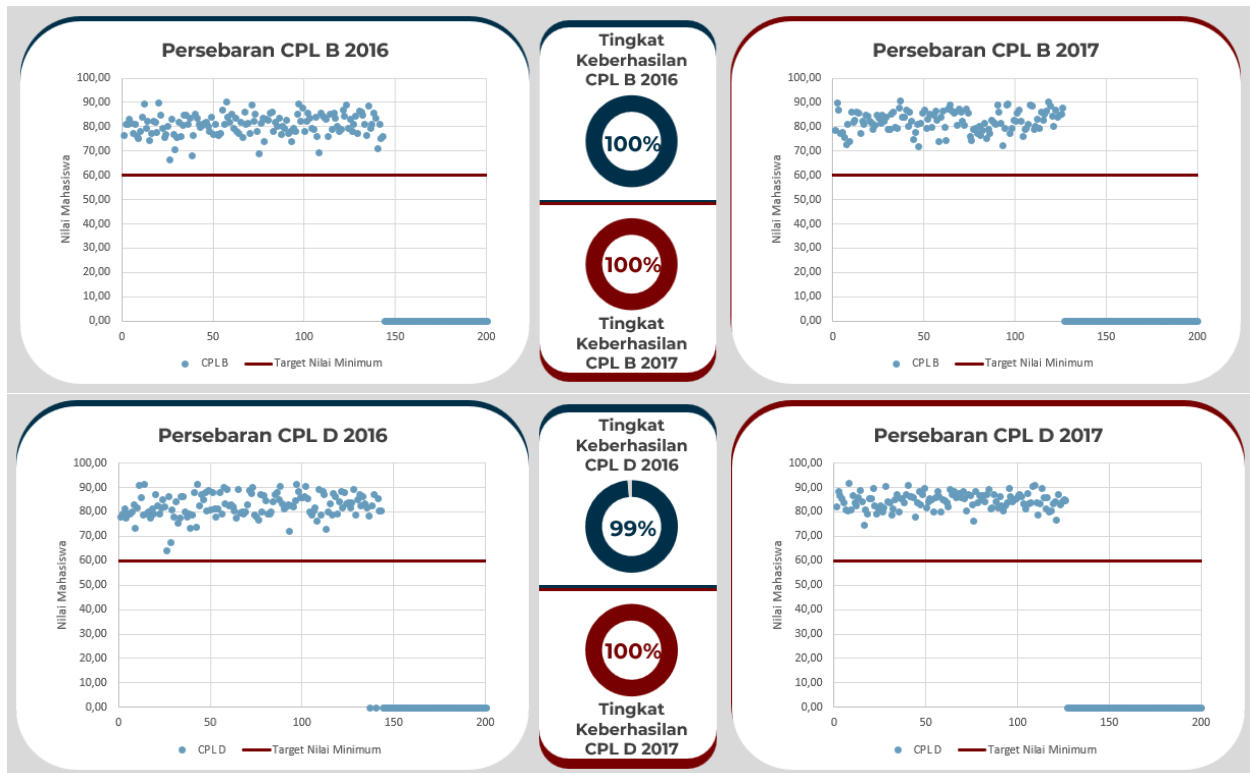 Persebaran CPL B 2016
100,00
90,00
80,00
70,00
60,00
50,00
40,00
30,00
20,00
10,00
0,00
Nilai Mahasiswa
0 50 100 150 200
CPL B Target Nilai Minimum
Tingkat
Keberhasilan
CPL B 2016
100%
100%
Tingkat
Keberhasilan
CPL B 2017
Persebaran CPL B 2017
100,00
90,00
80,00
70,00
60,00
50,00
40,00
30,00
20,00
10,00
0,00
Nilai Mahasiswa
0 50 100 150 200
CPL B Target Nilai Minimum
Persebaran CPL D 2016
100,00
90,00
80,00
70,00
60,00
50,00
40,00
30,00
20,00
10,00
0,00
Nilai Mahasiswa
0 50 100 150 200
CPL D Target Nilai Minimum
Tingkat
Keberhasilan
CPL D 2016
99%
100%
Tingkat
Keberhasilan
CPL D 2017
Persebaran CPL D 2017
100,00
90,00
80,00
70,00
60,00
50,00
40,00
30,00
20,00
10,00
0,00
Nilai Mahasiswa
0 50 100 150 200
CPL D Target Nilai Minimum